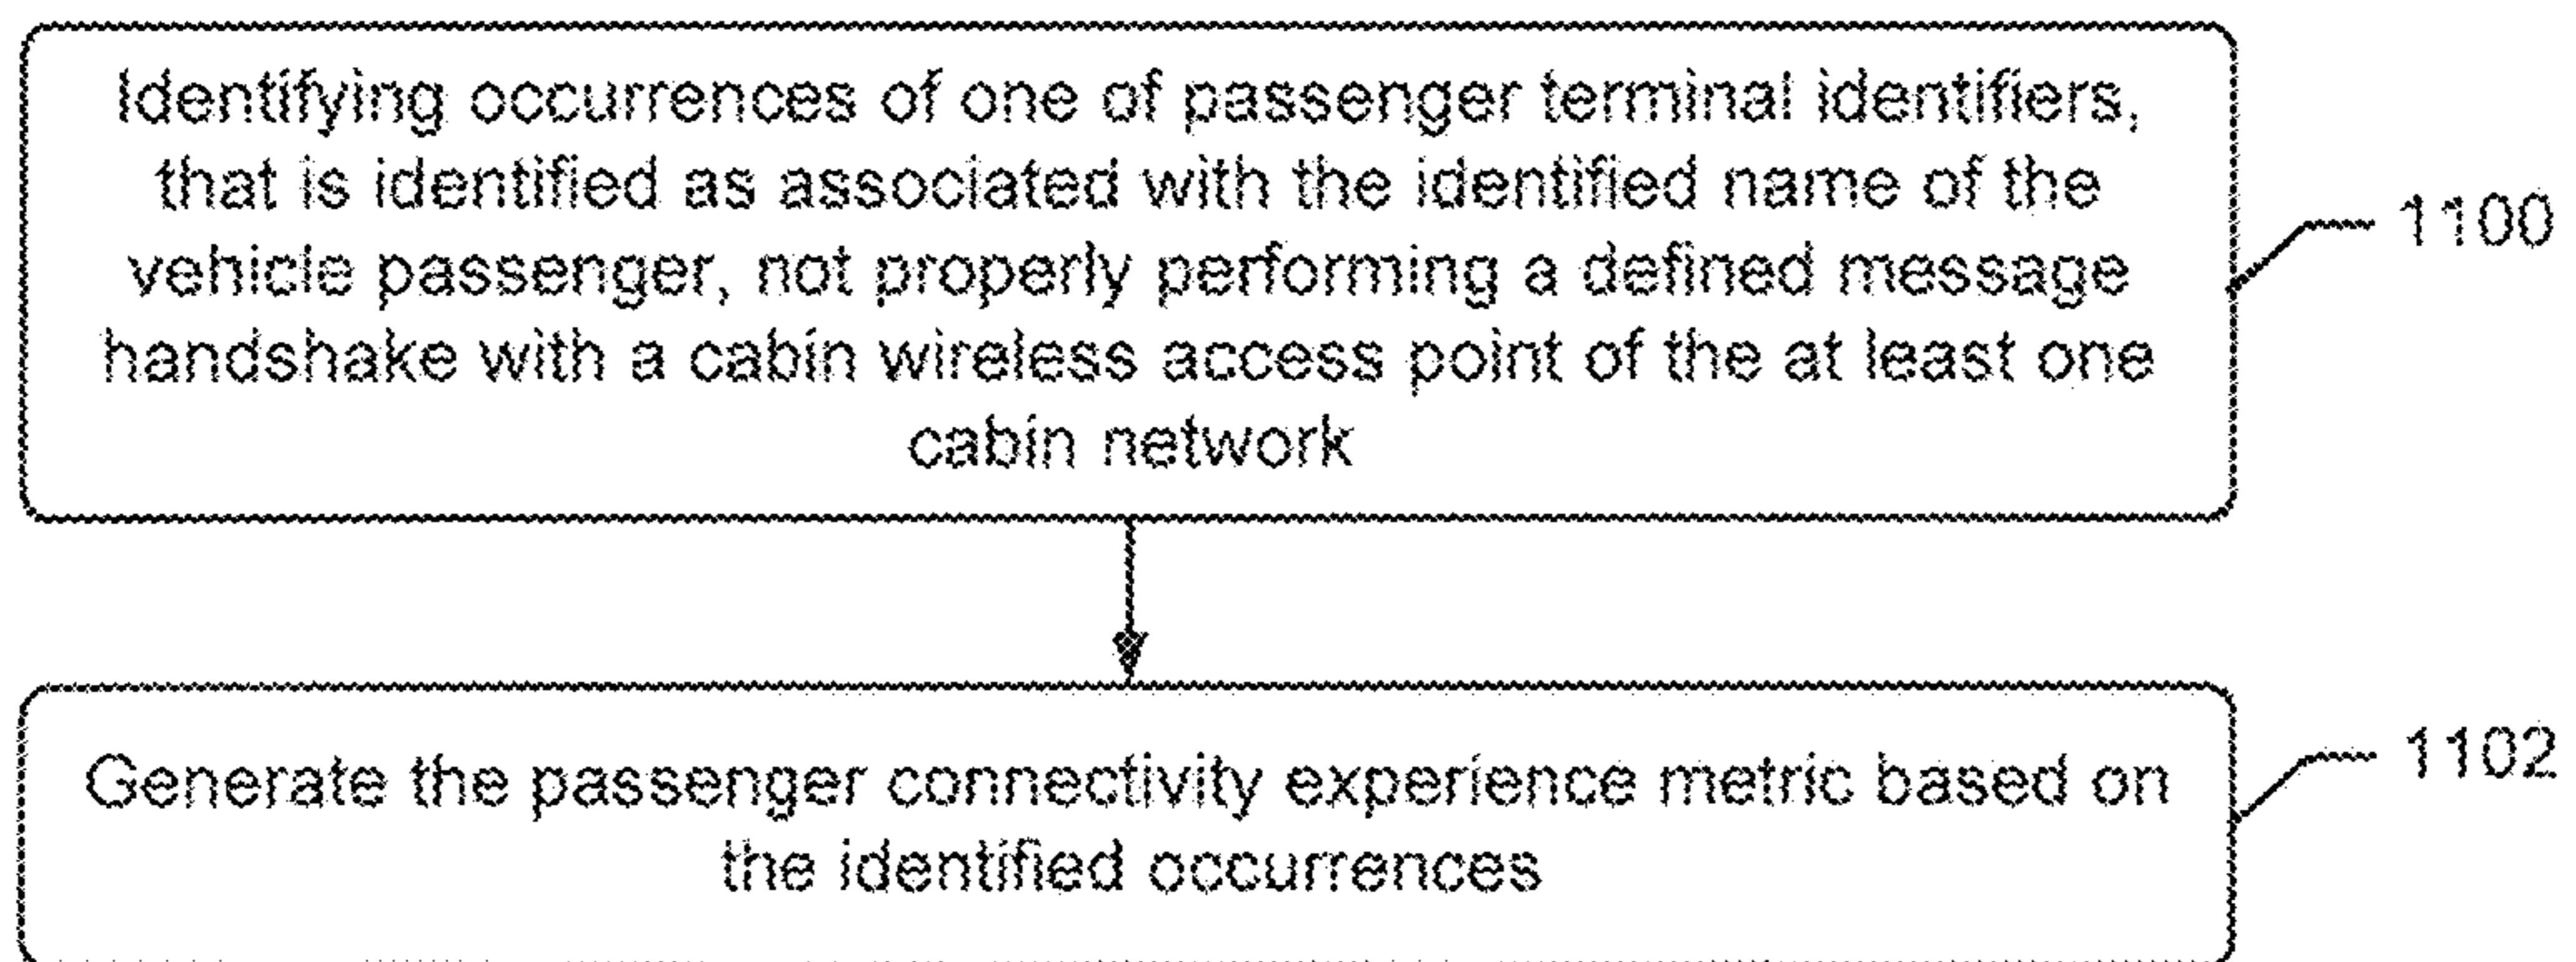 Identifying occurrences of one of passenger terminal identifiers,
that is identified as associated with the identified name of the
vehicle passenger, not properly performing a defined message
handshake with a cabin wireless access point of the at least one
cabin network
1100
Generate the passenger connectivity experience metric based on
the identified occurrences
1102